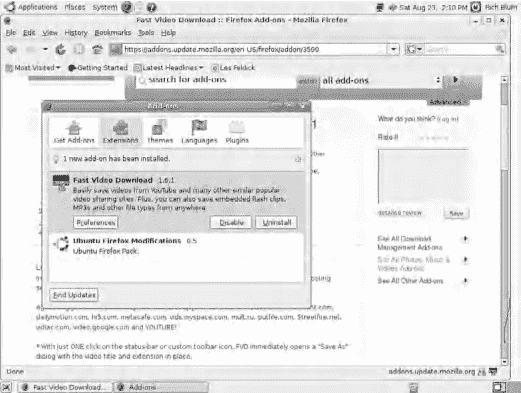 Applications Places System
Sat Aug 23, 2:10 PM Rich Blum
Fast Video Download :: Firefox Add-ons - Mozilla Firefox
File Edit View History Bookmarks Tools Help
https://addons.update.mozilla.org/en-US/firefox/addon/3590
Most Visited Getting Started Latest Headlines Les Feldick
search for add-ons all add-ons
Advanced
Add-ons
Get Add-ons Extensions Themes Languages Plugins
1 new add-on has been installed.
Fast Video Download 1.6.1
Easily save videos from YouTube and many other similar popular
video sharing sites. Plus, you can also save embedded flash clips,
MP3s and other file types from anywhere.
Preferences Disable Uninstall
Ubuntu Firefox Modifications 0.5
Ubuntu Firefox Pack.
Find Updates
What do you think? (Log in)
Rate it
detailed review Save
See All Download
Management Add-ons
See All Photos, Music &
Videos Add-ons
See All Other Add-ons
dailymotion.com, metacafe.com, vids.myspace.com, putfile.com, Streetfire.net,
video.google.com and YOUTUBE!
*With just ONE click on the status-bar or custom toolbar icon, FVD immediately opens a "Save As"
dialog with the video title and extension in place.
Done addons.update.mozilla.org
Fast Video Download... Add-ons